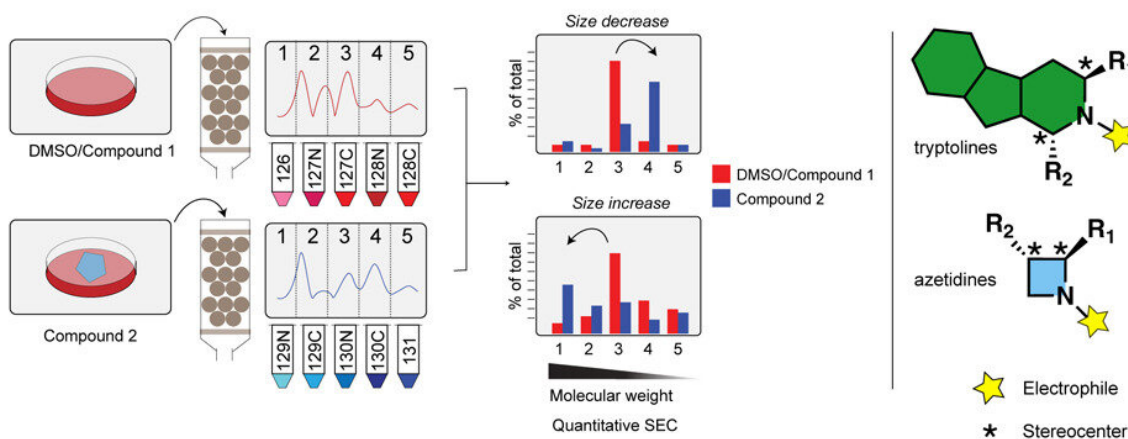 1 2 3 4 5
DMSO/Compound 1
126 127N 127C 128N 128C
1 2 3 4 5
Compound 2
129N 129C 130N 130C 131
Size decrease
% of total
1 2 3 4 5
DMSO/Compound 1
Compound 2
Size increase
% of total
1 2 3 4 5
Molecular weight
Quantitative SEC
* R
N
*
tryptolines
R2
R2 * * R1
azetidines
N
Electrophile
* Stereocenter